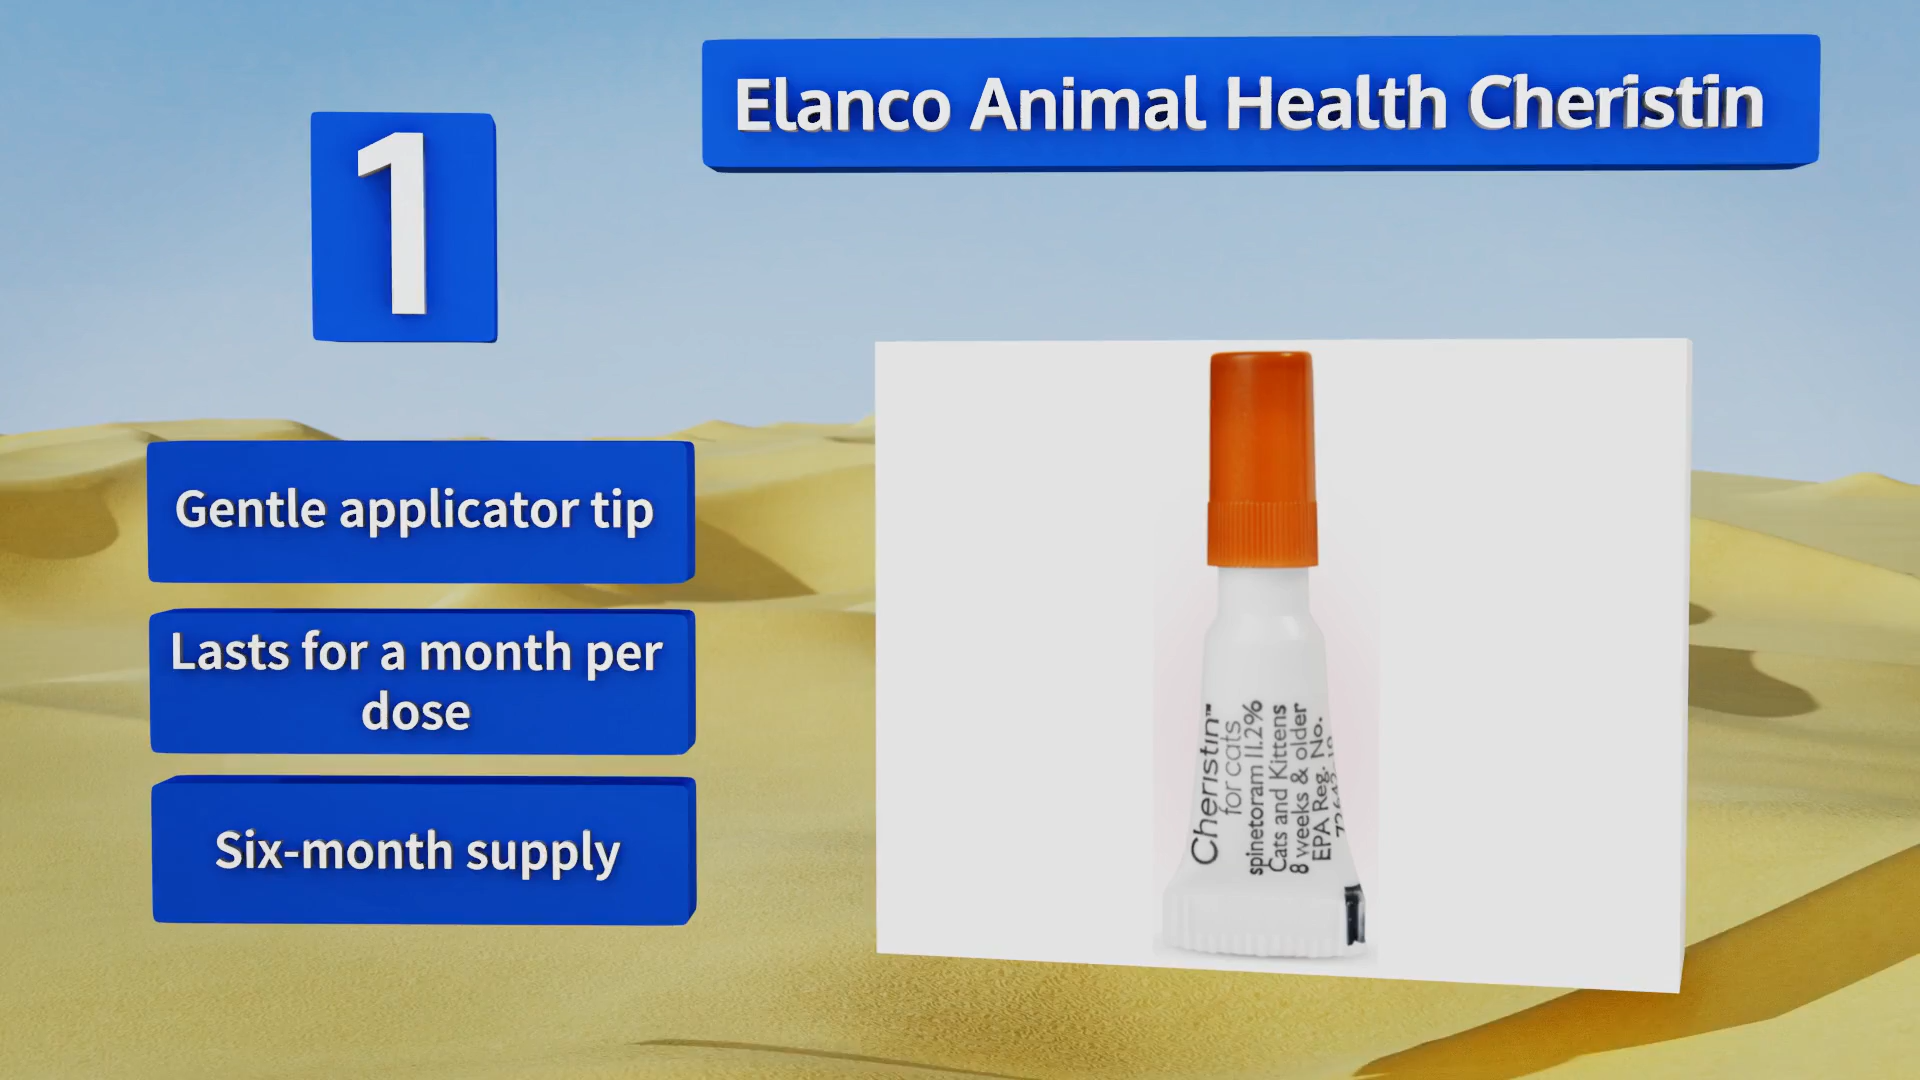 1
Elanco Animal Health Cheristin
Gentle applicator tip
Lasts for a month per
dose
Six-month supply
Cheristin™
for cats
spinetoram 11.2%
Cats and Kittens
8 weeks & older
EPA Reg. No.